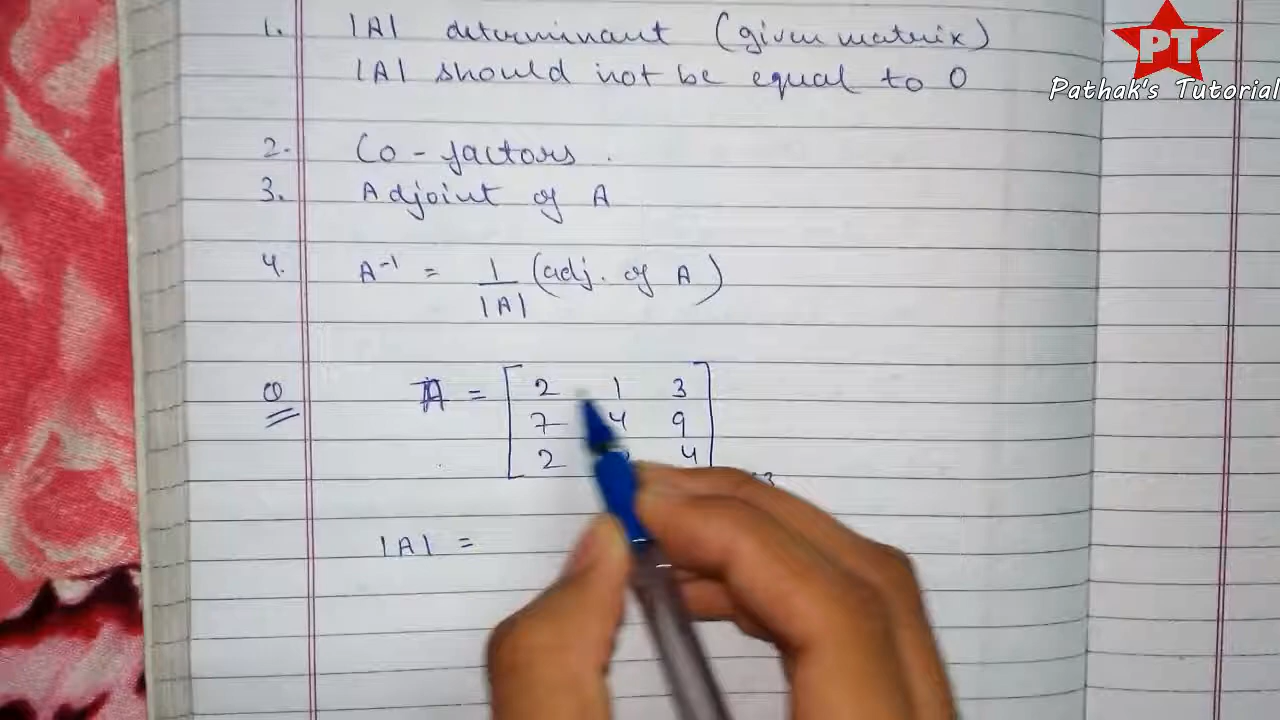 1. |A| determinant (given matrix)
|A| should not be equal to 0
PT
Pathak's Tutorial
2. Co-factors.
3. Adjoint of A
4. A⁻¹ = 1/|A| (adj. of A)
Q A = [ 2 1 3
7 4 9
2 4 ]
|A| =